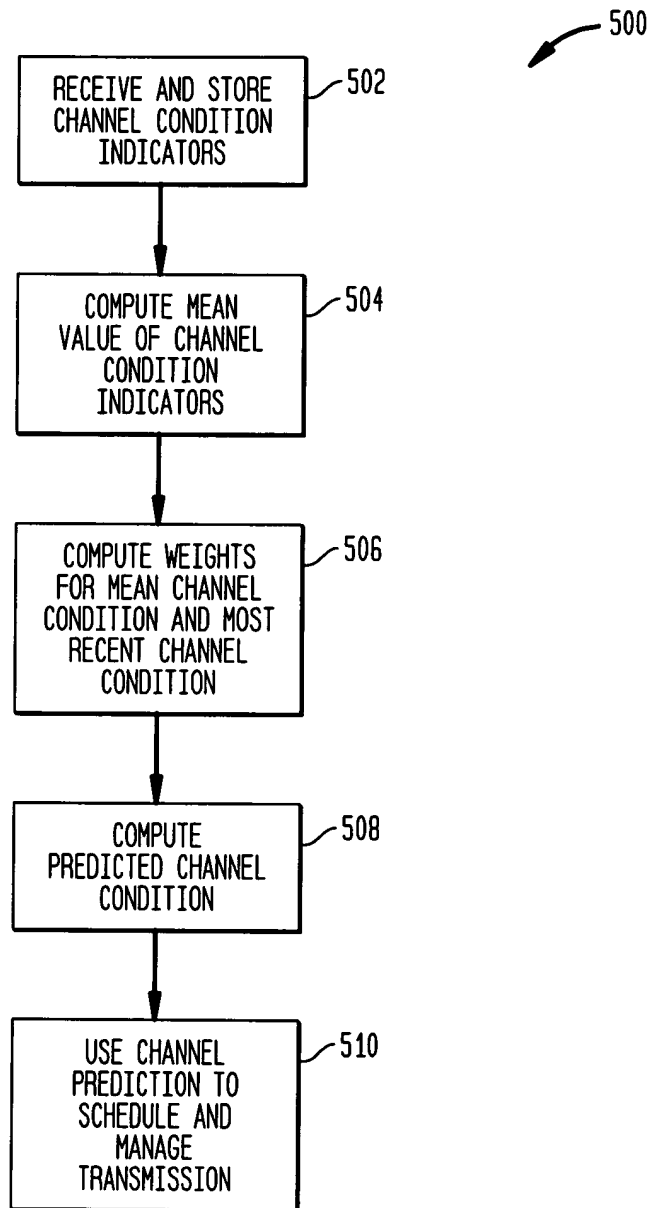 500
RECEIVE AND STORE
CHANNEL CONDITION
INDICATORS
502
COMPUTE MEAN
VALUE OF CHANNEL
CONDITION
INDICATORS
504
COMPUTE WEIGHTS
FOR MEAN CHANNEL
CONDITION AND MOST
RECENT CHANNEL
CONDITION
506
COMPUTE
PREDICTED CHANNEL
CONDITION
508
USE CHANNEL
PREDICTION TO
SCHEDULE AND
MANAGE
TRANSMISSION
510